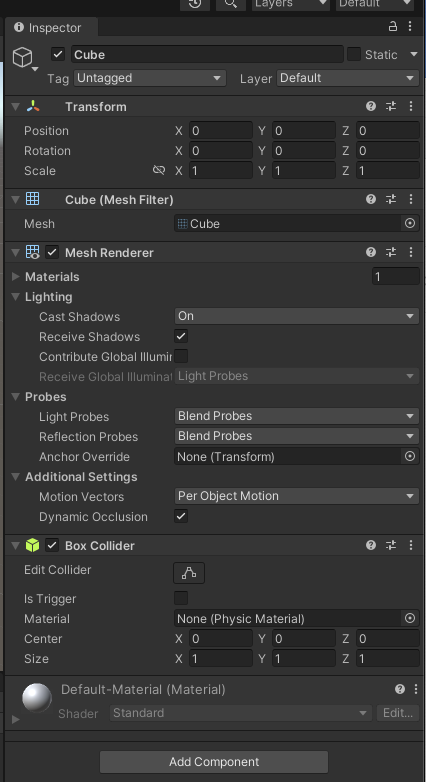 Layers Default
Inspector
Cube Static
Tag Untagged Layer Default
Transform
Position X 0 Y 0 Z 0
Rotation X 0 Y 0 Z 0
Scale X 1 Y 1 Z 1
Cube (Mesh Filter)
Mesh Cube
Mesh Renderer
Materials 1
Lighting
Cast Shadows On
Receive Shadows
Contribute Global Illumir
Receive Global Illuminat Light Probes
Probes
Light Probes Blend Probes
Reflection Probes Blend Probes
Anchor Override None (Transform)
Additional Settings
Motion Vectors Per Object Motion
Dynamic Occlusion
Box Collider
Edit Collider
Is Trigger
Material None (Physic Material)
Center X 0 Y 0 Z 0
Size X 1 Y 1 Z 1
Default-Material (Material)
Shader Standard Edit...
Add Component